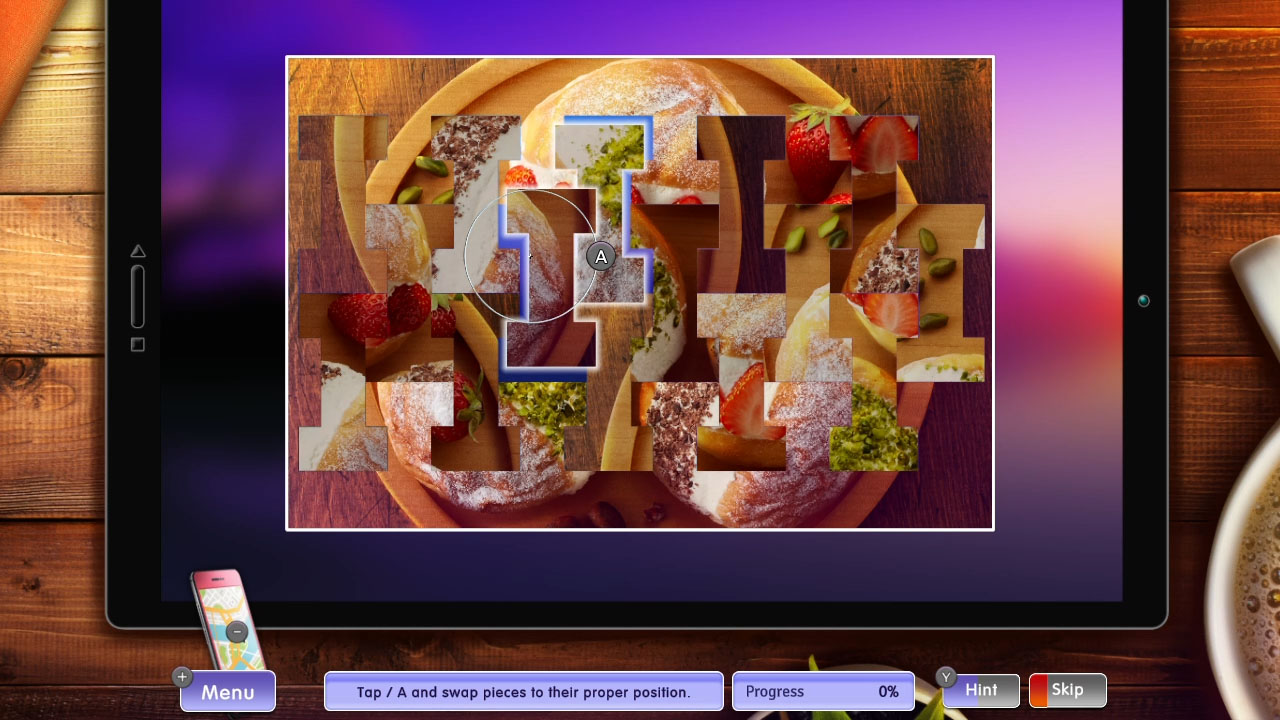 A
Menu
Tap / A and swap pieces to their proper position.
Progress 0%
Y
Hint
Skip